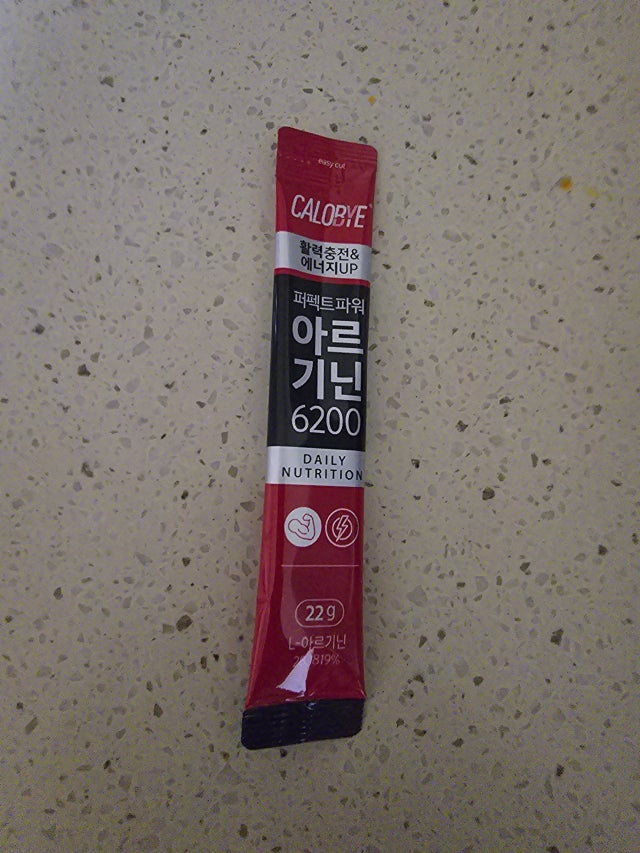 easy cut
CALOBYE
활력충전&
에너지UP
퍼펙트파워
아르
기닌
6200
DAILY
NUTRITION
22g
L-아르기닌